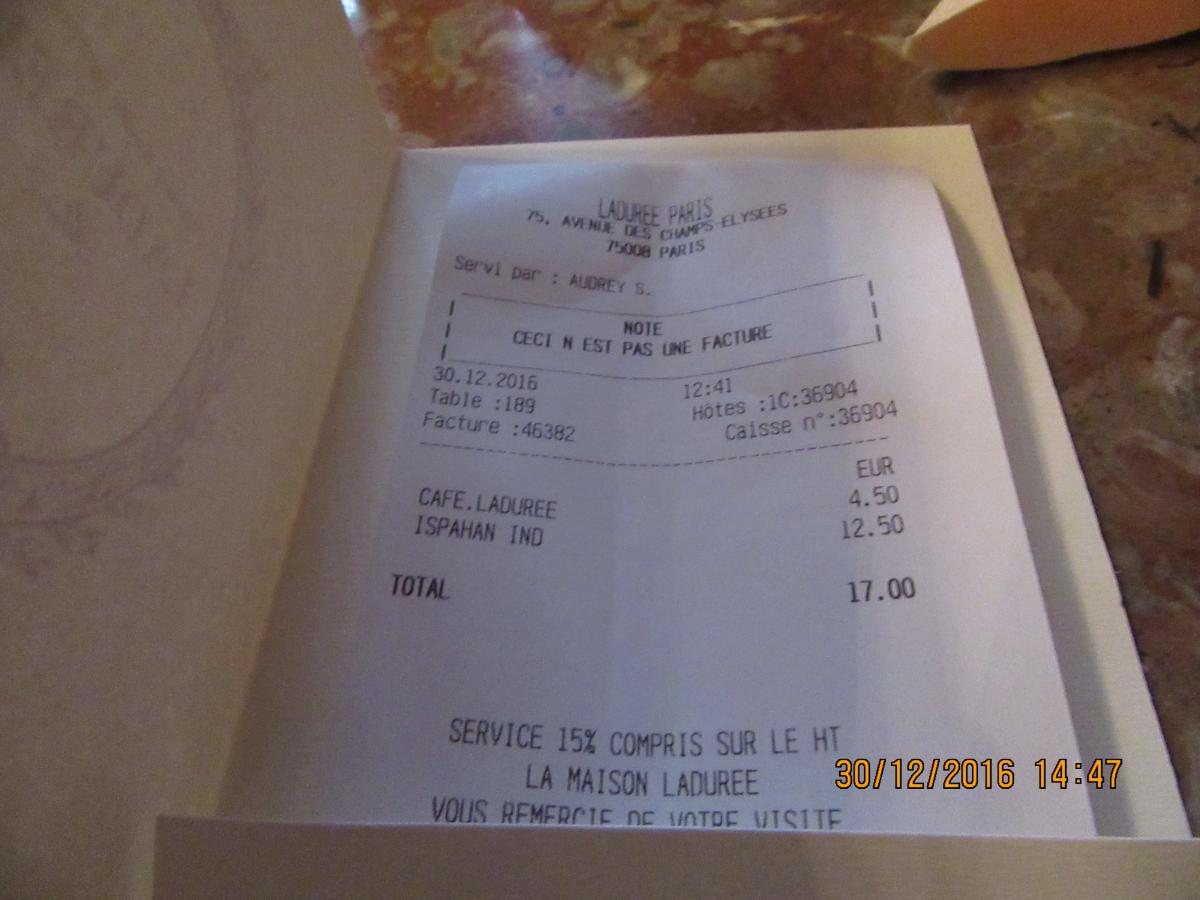 LADUREE PARIS
75, AVENUE DES CHAMPS ELYSEES
75008 PARIS
Servi par : AUDREY S.
NOTE
CECI N EST PAS UNE FACTURE
30.12.2016 12:41
Table :189 Hôtes :1C:36904
Facture :46382 Caisse n°:36904
EUR
CAFE.LADUREE 4.50
ISPAHAN IND 12.50
TOTAL 17.00
SERVICE 15% COMPRIS SUR LE HT
LA MAISON LADUREE
VOUS REMERCIE DE VOTRE VISITE
30/12/2016 14:47